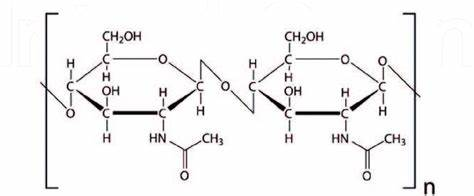 CH₂OH CH₂OH
C O C O O
H H H H
C C O C C
OH H OH H
O C C C C
H HN CH₃ H HN CH₃
C C
O O
n